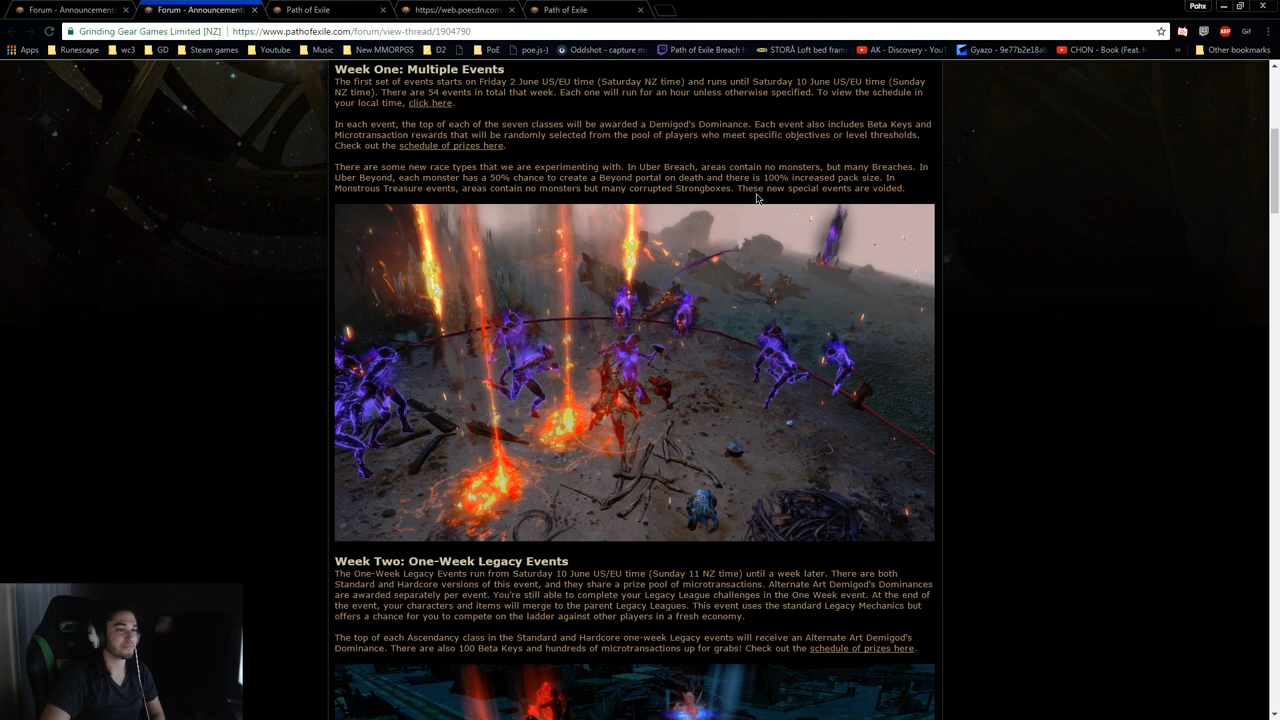 Forum - Announcement
Forum - Announcement
Path of Exile
https://web.poecdn.com
Path of Exile
Pohx
Grinding Gear Games Limited [NZ]
https://www.pathofexile.com/forum/view-thread/1904790
Apps
Runescape
wc3
GD
Steam games
Youtube
Music
New MMORPGS
D2
PoE
poe.js-)
Oddshot - capture m
Path of Exile Breach H
STORÅ Loft bed fram
AK - Discovery - You
Gyazo - 9e77b2e18a
CHON - Book (Feat. M
Gif
Other bookmarks
Week One: Multiple Events
The first set of events starts on Friday 2 June US/EU time (Saturday NZ time) and runs until Saturday 10 June US/EU time (Sunday
NZ time). There are 54 events in total that week. Each one will run for an hour unless otherwise specified. To view the schedule in
your local time, click here.
In each event, the top of each of the seven classes will be awarded a Demigod's Dominance. Each event also includes Beta Keys and
Microtransaction rewards that will be randomly selected from the pool of players who meet specific objectives or level thresholds.
Check out the schedule of prizes here.
There are some new race types that we are experimenting with. In Uber Breach, areas contain no monsters, but many Breaches. In
Uber Beyond, each monster has a 50% chance to create a Beyond portal on death and there is 100% increased pack size. In
Monstrous Treasure events, areas contain no monsters but many corrupted Strongboxes. These new special events are voided.
Week Two: One-Week Legacy Events
The One-Week Legacy Events run from Saturday 10 June US/EU time (Sunday 11 NZ time) until a week later. There are both
Standard and Hardcore versions of this event, and they share a prize pool of microtransactions. Alternate Art Demigod's Dominances
are awarded separately per event. You're still able to complete your Legacy League challenges in the One Week event. At the end of
the event, your characters and items will merge to the parent Legacy Leagues. This event uses the standard Legacy Mechanics but
offers a chance for you to compete on the ladder against other players in a fresh economy.
The top of each Ascendancy class in the Standard and Hardcore one-week Legacy events will receive an Alternate Art Demigod's
Dominance. There are also 100 Beta Keys and hundreds of microtransactions up for grabs! Check out the schedule of prizes here.